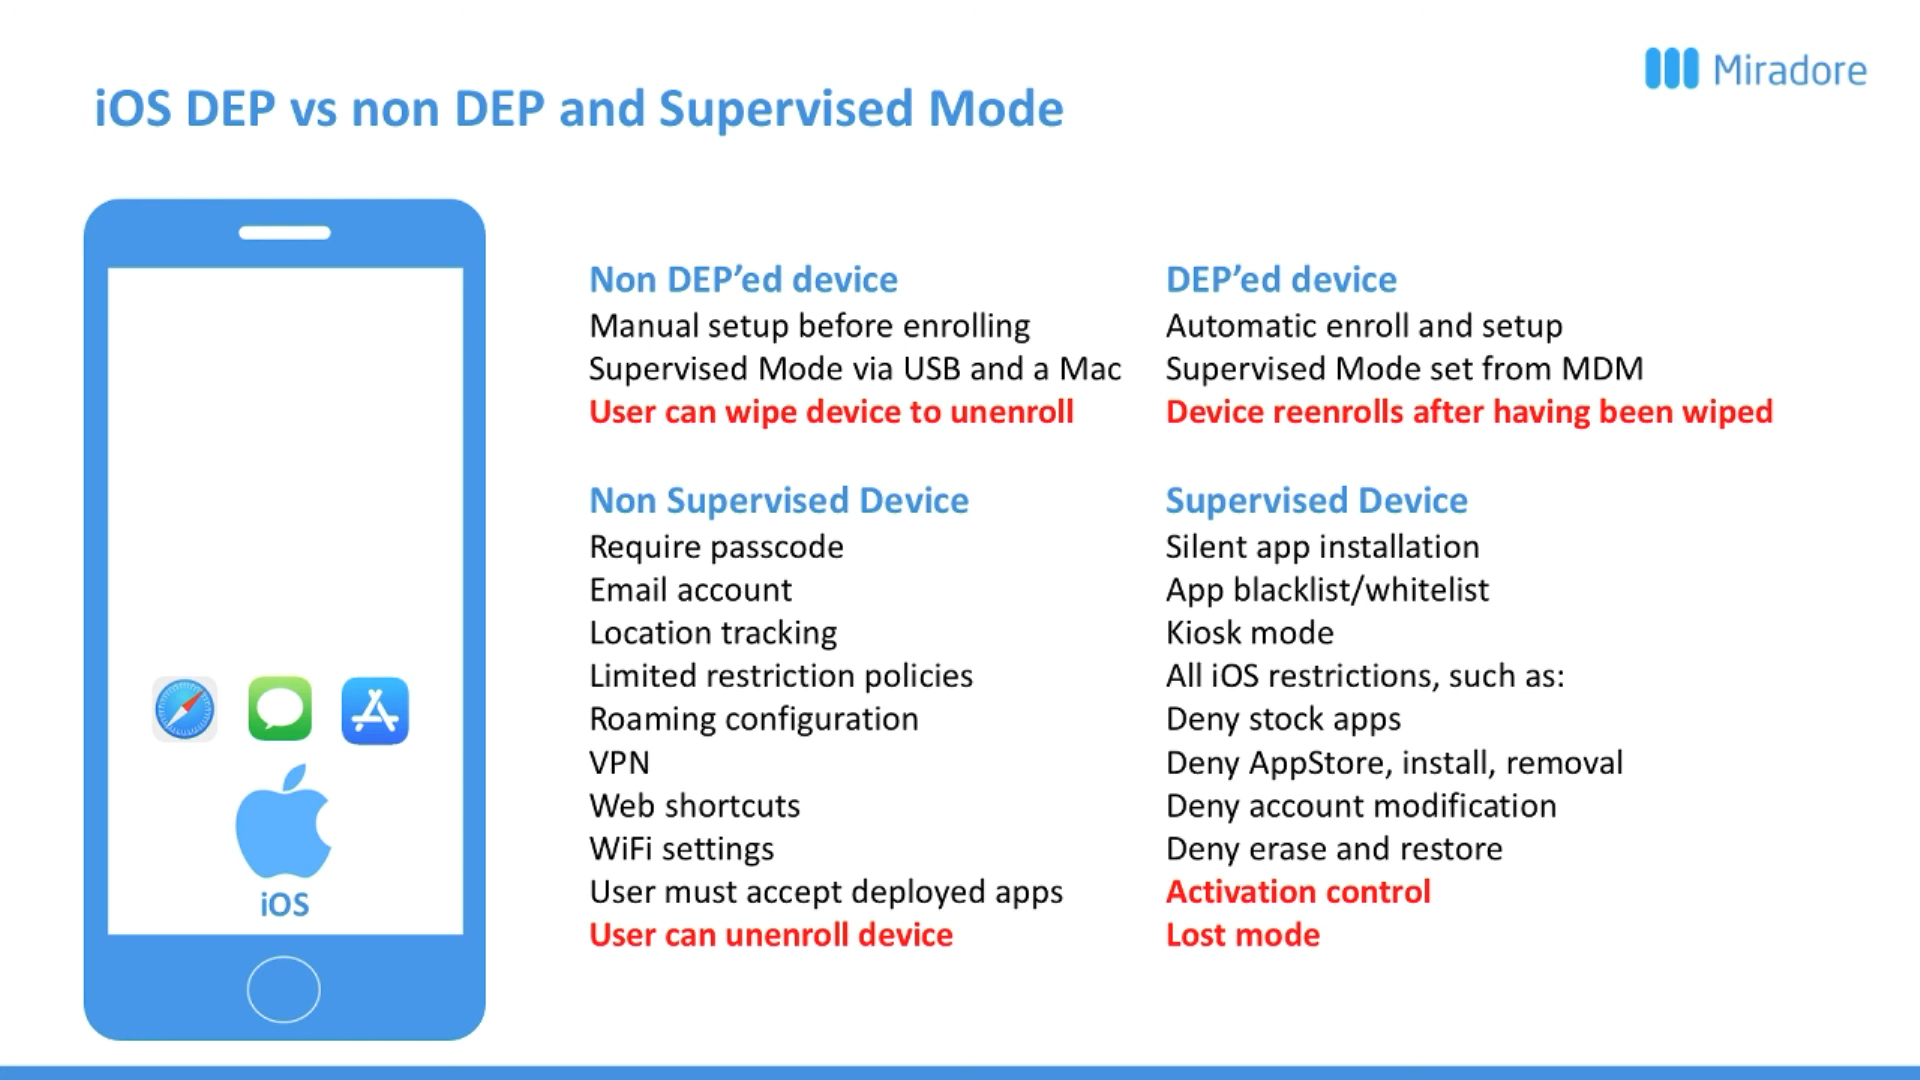 Miradore
iOS DEP vs non DEP and Supervised Mode
Non DEP’ed device
Manual setup before enrolling
Supervised Mode via USB and a Mac
User can wipe device to unenroll
DEP’ed device
Automatic enroll and setup
Supervised Mode set from MDM
Device reenrolls after having been wiped
Non Supervised Device
Require passcode
Email account
Location tracking
Limited restriction policies
Roaming configuration
VPN
Web shortcuts
WiFi settings
User must accept deployed apps
User can unenroll device
Supervised Device
Silent app installation
App blacklist/whitelist
Kiosk mode
All iOS restrictions, such as:
Deny stock apps
Deny AppStore, install, removal
Deny account modification
Deny erase and restore
Activation control
Lost mode
iOS